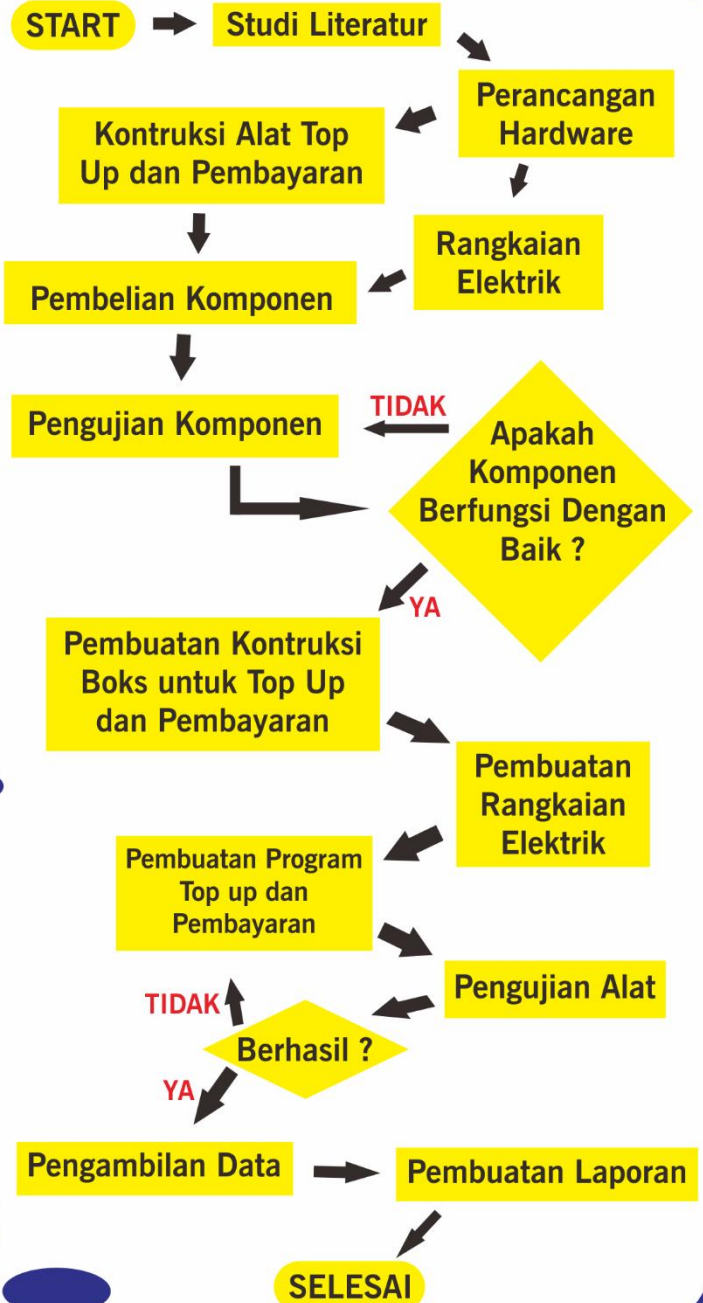 START
Studi Literatur
Perancangan
Hardware
Kontruksi Alat Top
Up dan Pembayaran
Rangkaian
Elektrik
Pembelian Komponen
Pengujian Komponen
TIDAK
Apakah
Komponen
Berfungsi Dengan
Baik ?
YA
Pembuatan Kontruksi
Boks untuk Top Up
dan Pembayaran
Pembuatan
Rangkaian
Elektrik
Pembuatan Program
Top up dan
Pembayaran
Pengujian Alat
TIDAK
Berhasil ?
YA
Pengambilan Data
Pembuatan Laporan
SELESAI